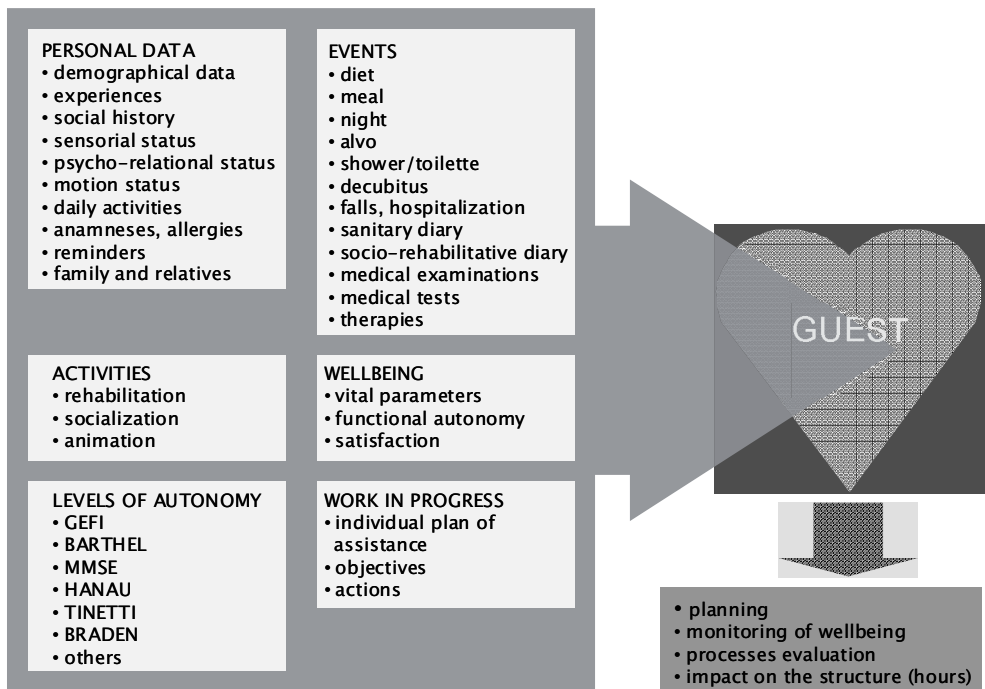 PERSONAL DATA
• demographical data
• experiences
• social history
• sensorial status
• psycho-relational status
• motion status
• daily activities
• anamneses, allergies
• reminders
• family and relatives
EVENTS
• diet
• meal
• night
• alvo
• shower/toilette
• decubitus
• falls, hospitalization
• sanitary diary
• socio-rehabilitative diary
• medical examinations
• medical tests
• therapies
ACTIVITIES
• rehabilitation
• socialization
• animation
WELLBEING
• vital parameters
• functional autonomy
• satisfaction
LEVELS OF AUTONOMY
• GEFI
• BARTHEL
• MMSE
• HANAU
• TINETTI
• BRADEN
• others
WORK IN PROGRESS
• individual plan of
assistance
• objectives
• actions
GUEST
• planning
• monitoring of wellbeing
• processes evaluation
• impact on the structure (hours)